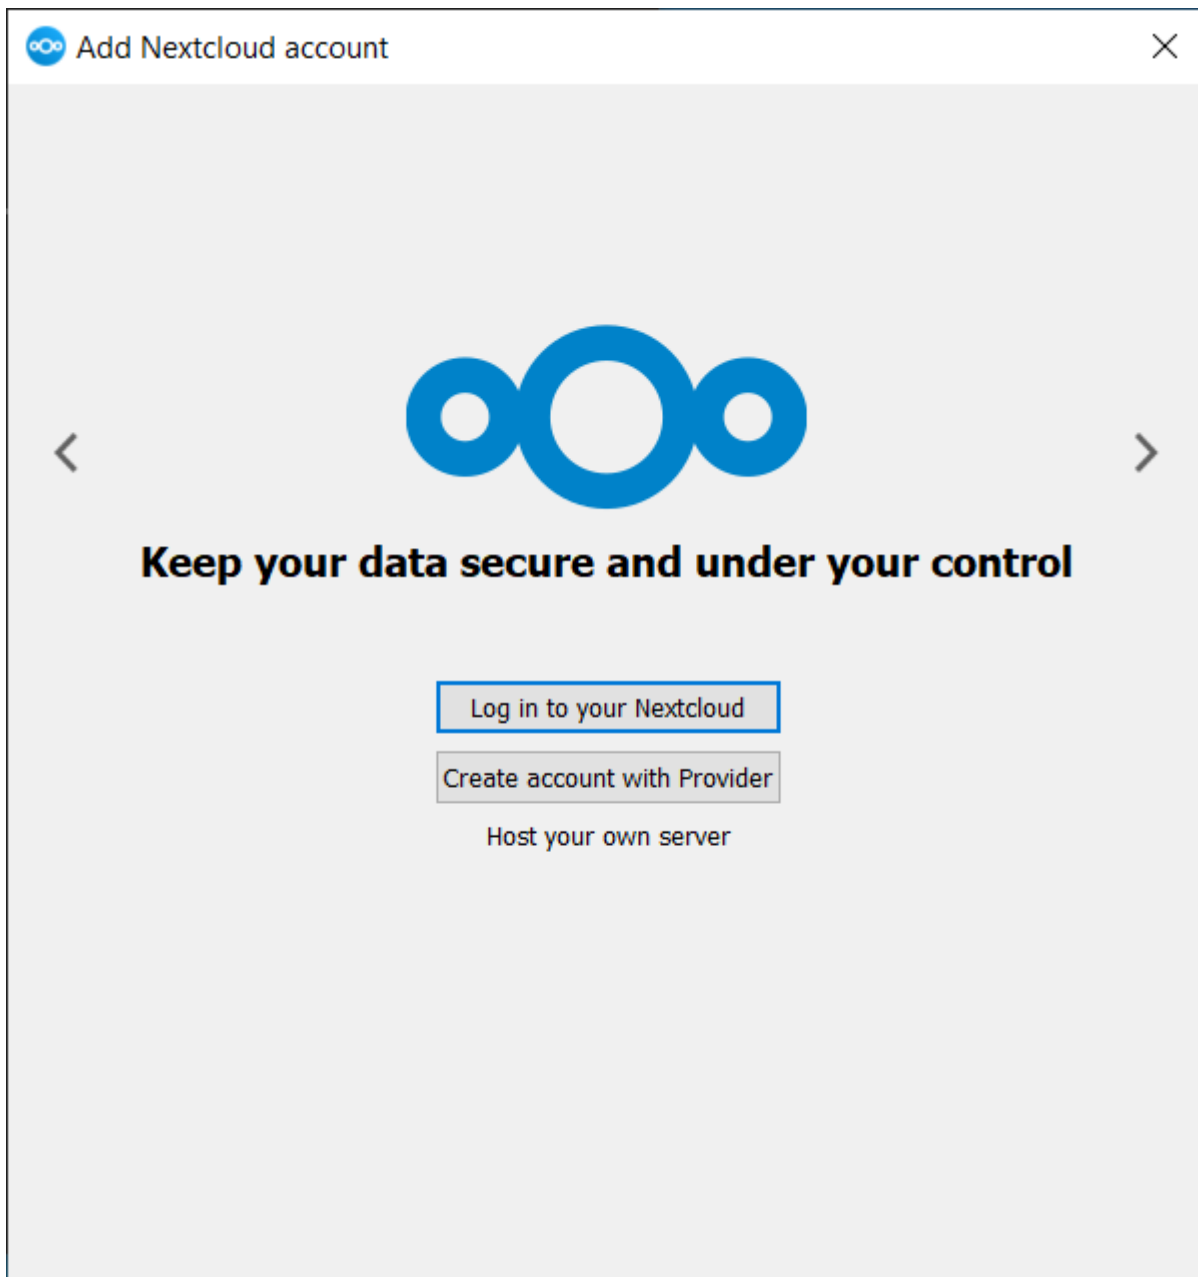 Add Nextcloud account
Keep your data secure and under your control
Log in to your Nextcloud
Create account with Provider
Host your own server